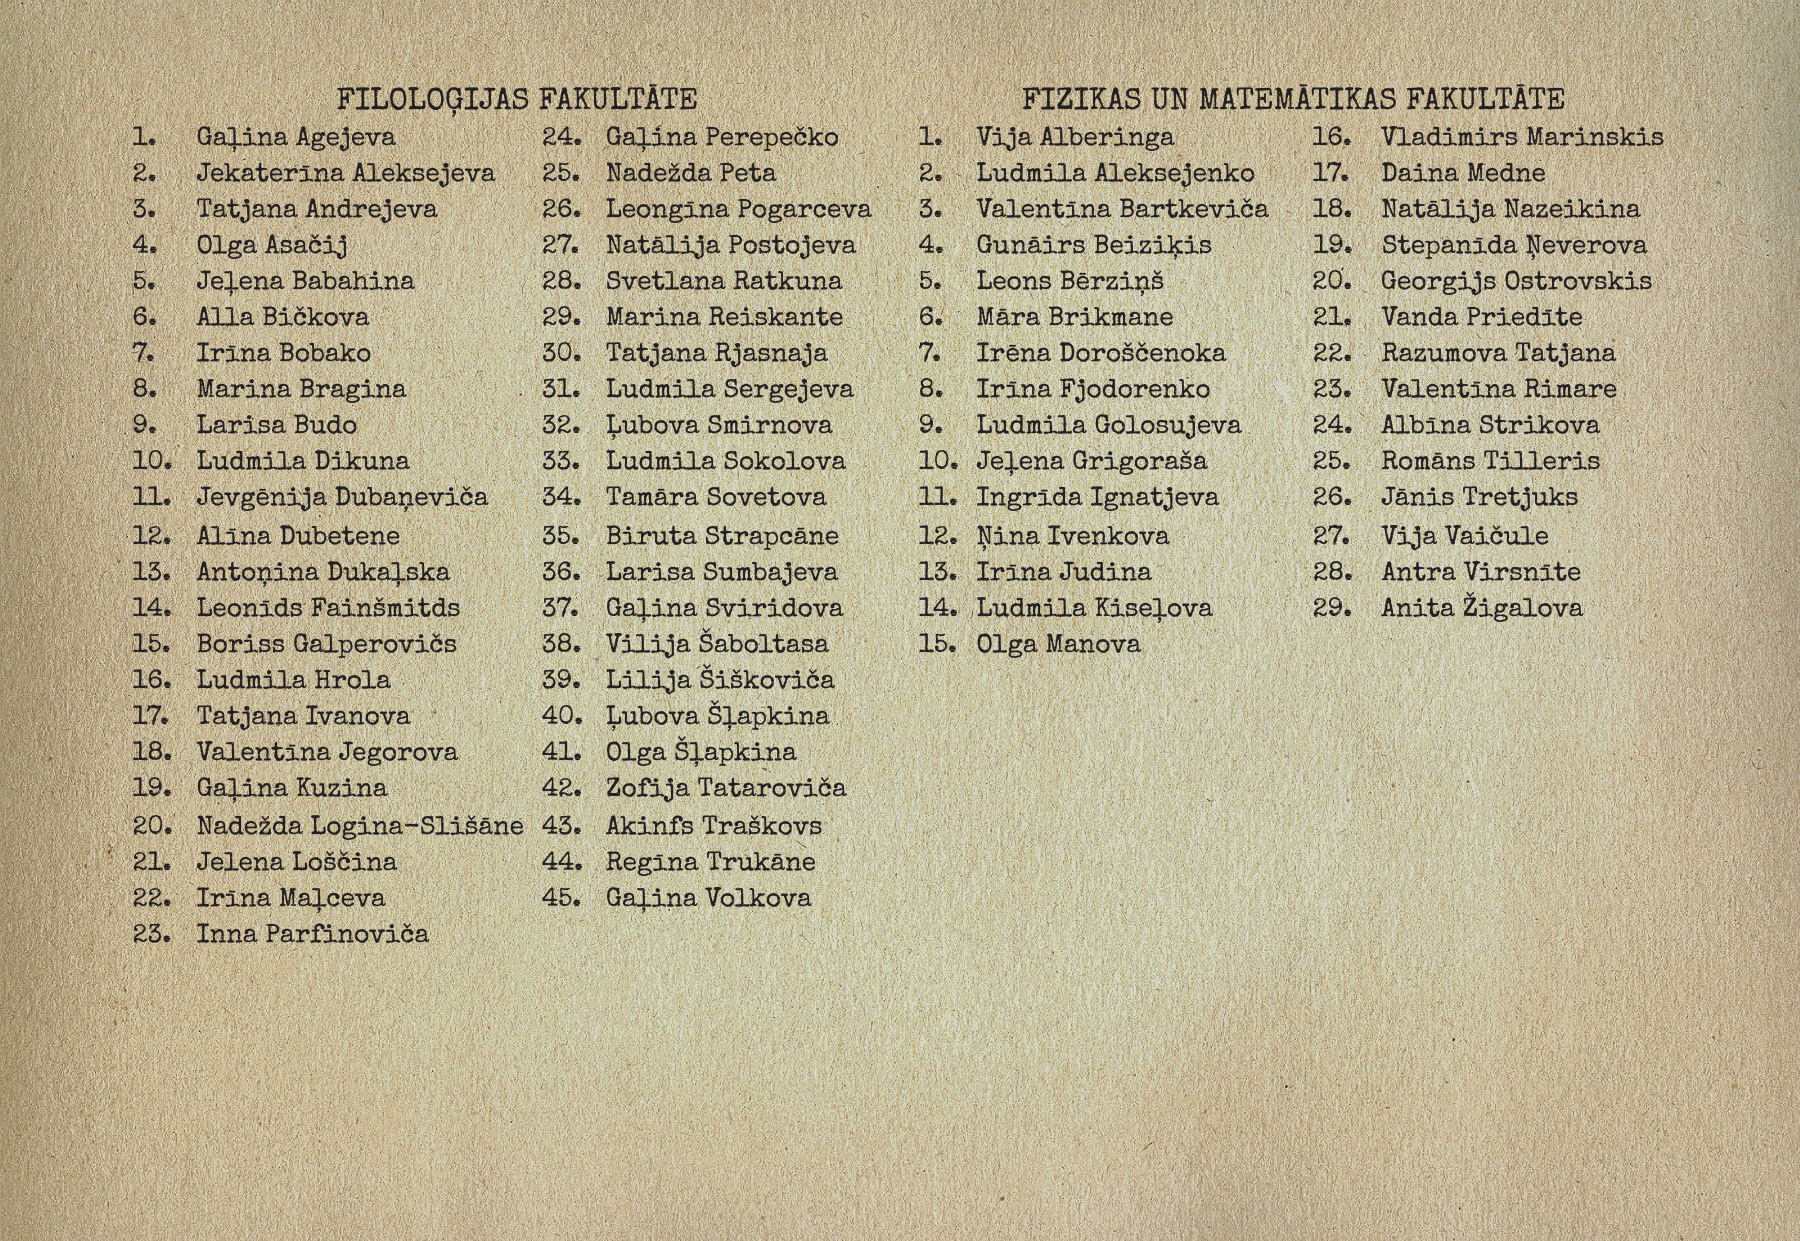 FILOLOĢIJAS FAKULTĀTE
1. Gaļina Agejeva
2. Jekaterīna Aleksejeva
3. Tatjana Andrejeva
4. Olga Asačij
5. Jeļena Babahina
6. Alla Bičkova
7. Irīna Bobako
8. Marina Bragina
9. Larisa Budo
10. Ludmila Dikuna
11. Jevgēnija Dubaņeviča
12. Alīna Dubetene
13. Antoņina Dukaļska
14. Leonīds Fainšmitds
15. Boriss Galperovičs
16. Ludmila Hrola
17. Tatjana Ivanova
18. Valentīna Jegorova
19. Gaļina Kuzina
20. Nadežda Logina-Slišāne
21. Jelena Loščina
22. Irīna Maļceva
23. Inna Parfinoviča
24. Gaļina Perepečko
25. Nadežda Peta
26. Leongīna Pogarceva
27. Natālija Postojeva
28. Svetlana Ratkuna
29. Marina Reiskante
30. Tatjana Rjasnaja
31. Ludmila Sergejeva
32. Ļubova Smirnova
33. Ludmila Sokolova
34. Tamāra Sovetova
35. Biruta Strapcāne
36. Larisa Sumbajeva
37. Gaļina Sviridova
38. Vilija Šaboltasa
39. Lilija Šiškoviča
40. Ļubova Šļapkina
41. Olga Šļapkina
42. Zofija Tataroviča
43. Akinfs Traškovs
44. Regīna Trukāne
45. Gaļina Volkova
FIZIKAS UN MATEMĀTIKAS FAKULTĀTE
1. Vija Alberinga
2. Ludmila Aleksejenko
3. Valentīna Bartkeviča
4. Gunāirs Beiziķis
5. Leons Bērziņš
6. Māra Brikmane
7. Irēna Doroščenoka
8. Irīna Fjodorenko
9. Ludmila Golosujeva
10. Jeļena Grigoraša
11. Ingrīda Ignatjeva
12. Ņina Ivenkova
13. Irīna Judina
14. Ludmila Kiseļova
15. Olga Manova
16. Vladimirs Marinskis
17. Daina Medne
18. Natālija Nazeikina
19. Stepanīda Ņeverova
20. Georgijs Ostrovskis
21. Vanda Priedīte
22. Razumova Tatjana
23. Valentīna Rimare
24. Albīna Strikova
25. Romāns Tilleris
26. Jānis Tretjuks
27. Vija Vaičule
28. Antra Virsnīte
29. Anita Žigalova